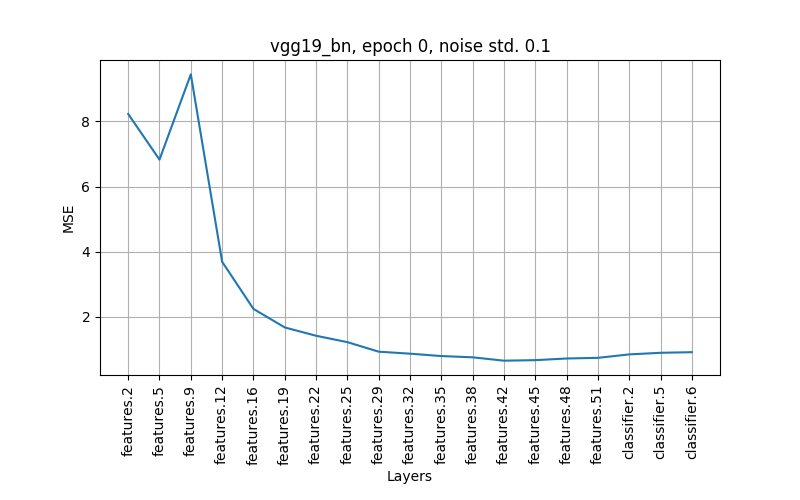 vgg19_bn, epoch 0, noise std. 0.1
MSE
8
6
4
2
features.2
features.5
features.9
features.12
features.16
features.19
features.22
features.25
features.29
features.32
features.35
features.38
features.42
features.45
features.48
features.51
classifier.2
classifier.5
classifier.6
Layers